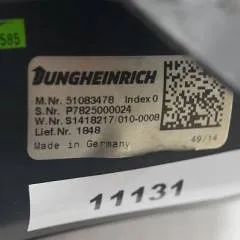 585
JUNGHEINRICH
M.Nr. 51083478 Index 0
S.Nr. P7825000024
W.Nr. S1418217/010-0008
Lief.Nr. 1848
Made in Germany 49/14
11131